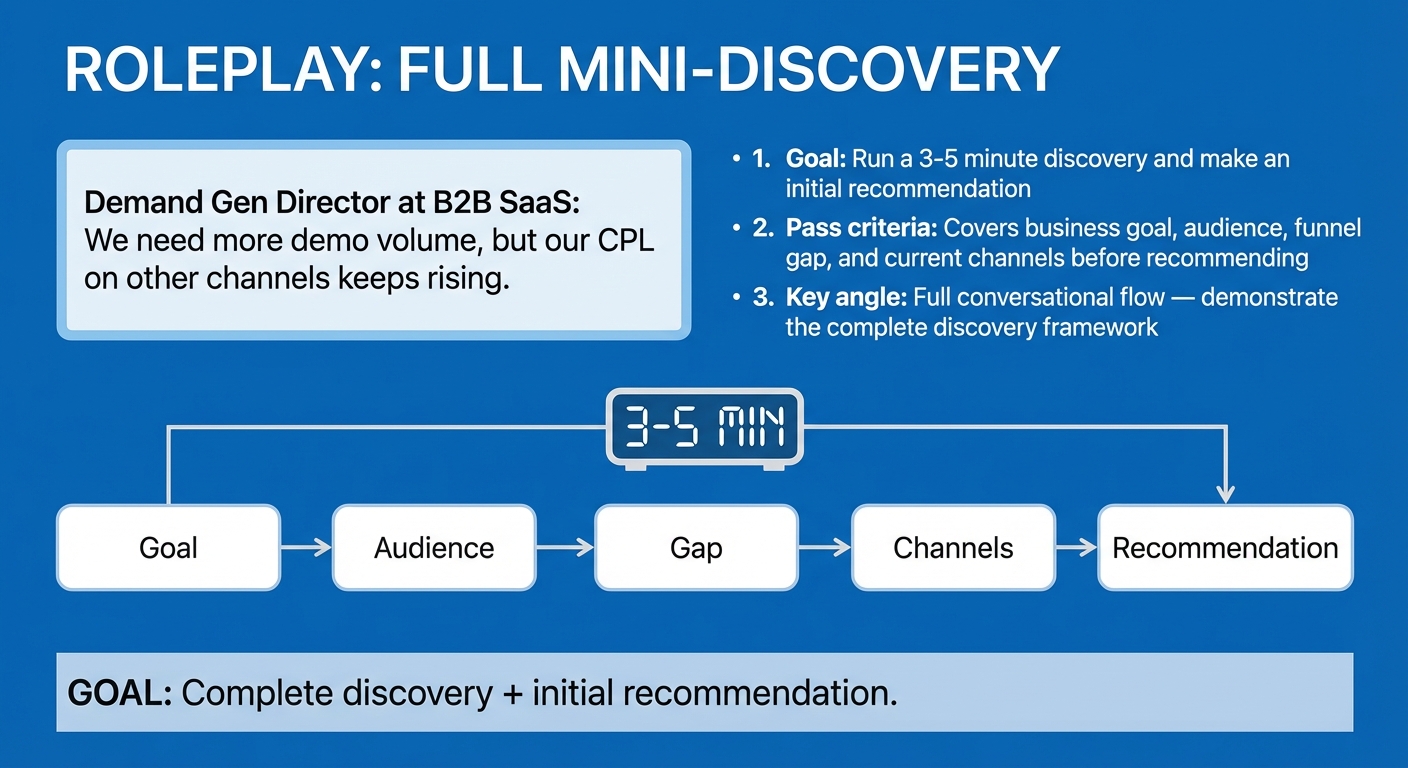 ROLEPLAY: FULL MINI-DISCOVERY
Demand Gen Director at B2B SaaS:
We need more demo volume, but our CPL
on other channels keeps rising.
• 1. Goal: Run a 3-5 minute discovery and make an
initial recommendation
• 2. Pass criteria: Covers business goal, audience, funnel
gap, and current channels before recommending
• 3. Key angle: Full conversational flow — demonstrate
the complete discovery framework
3-5 MIN
Goal
Audience
Gap
Channels
Recommendation
GOAL: Complete discovery + initial recommendation.